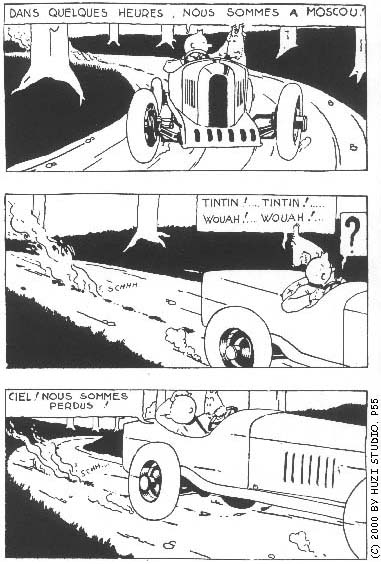 DANS QUELQUES HEURES, NOUS SOMMES A MOSCOU!
TINTIN!... TINTIN!.....
WOUAH!... WOUAH!...
?
SCHHH
CIEL! NOUS SOMMES
PERDUS !
SCHH...
(C) 2000 BY HUZI STUDIO. P55